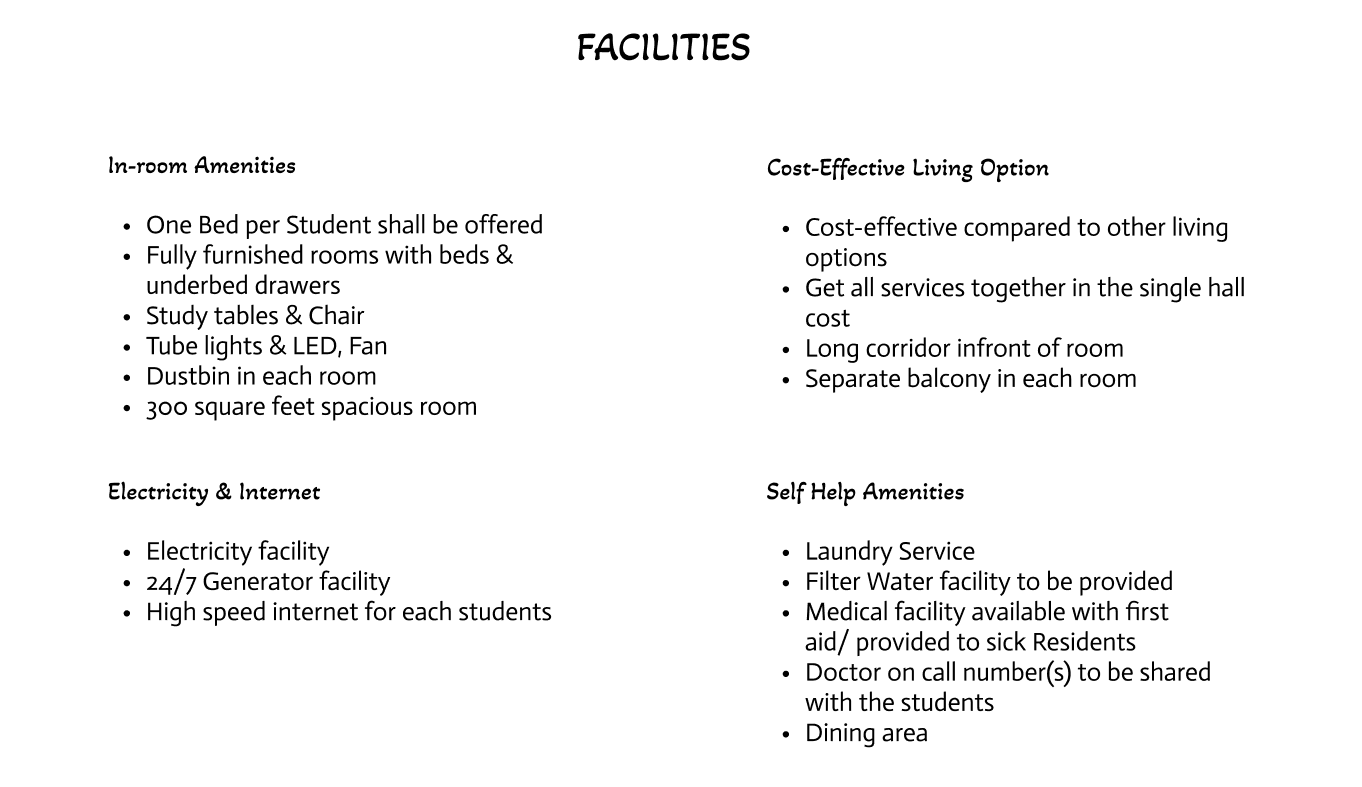 FACILITIES
In-room Amenities
• One Bed per Student shall be offered
• Fully furnished rooms with beds &
underbed drawers
• Study tables & Chair
• Tube lights & LED, Fan
• Dustbin in each room
• 300 square feet spacious room
Cost-Effective Living Option
• Cost-effective compared to other living
options
• Get all services together in the single hall
cost
• Long corridor infront of room
• Separate balcony in each room
Electricity & Internet
• Electricity facility
• 24/7 Generator facility
• High speed internet for each students
Self Help Amenities
• Laundry Service
• Filter Water facility to be provided
• Medical facility available with first
aid/ provided to sick Residents
• Doctor on call number(s) to be shared
with the students
• Dining area